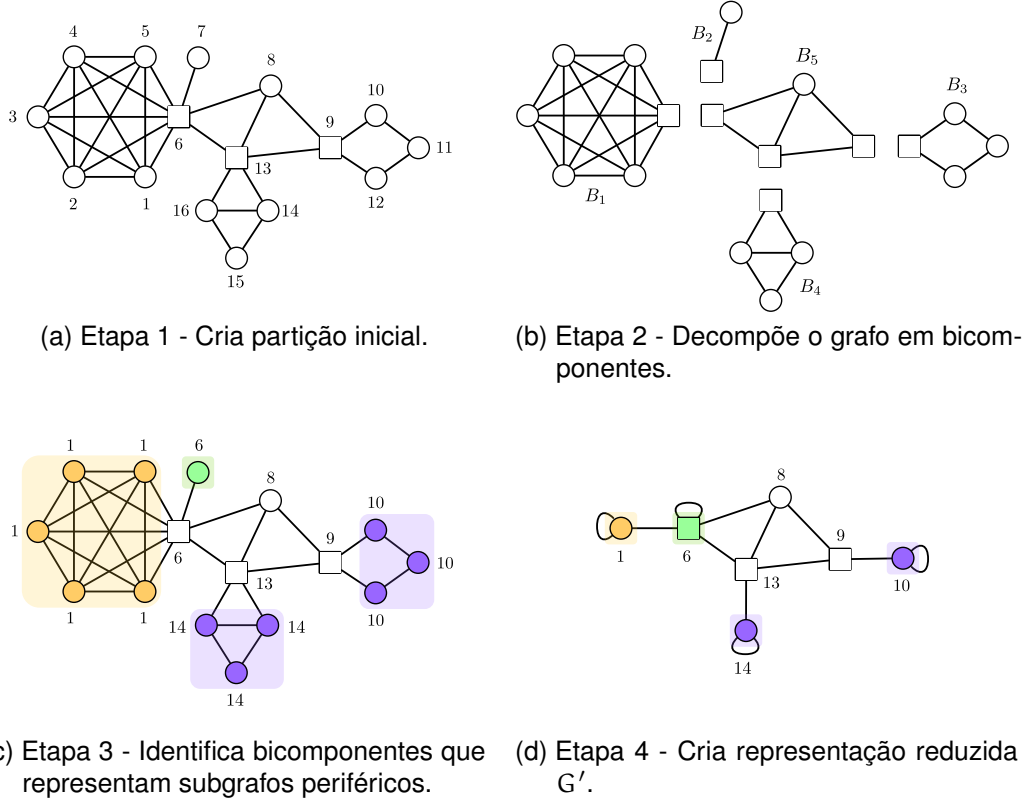 4 5 7
8
10
3 9
11
6
13
2 1 12
16 14
15
(a) Etapa 1 - Cria partição inicial.
B2
B5
B3
B1
B4
(b) Etapa 2 - Decompõe o grafo em bicom-
ponentes.
1 1 6
8
10
1 9
10
6
13
1 1 10
14 14
14
c) Etapa 3 - Identifica bicomponentes que
representam subgrafos periféricos.
8
9
1 6
13 10
14
(d) Etapa 4 - Cria representação reduzida
G′.